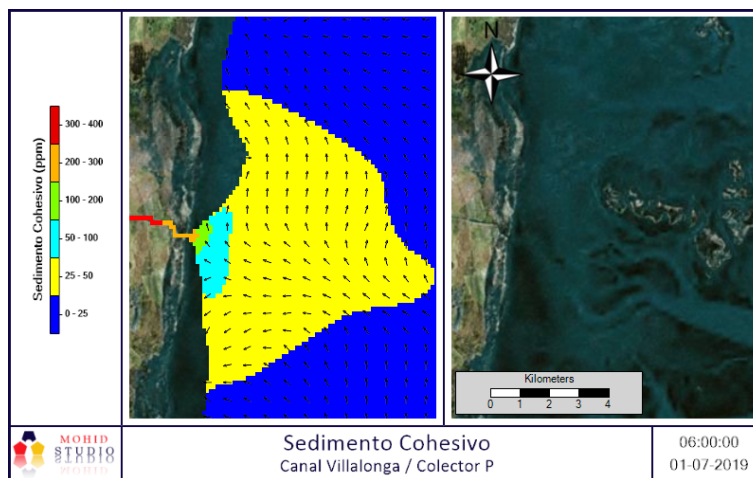 Sedimento Cohesivo (ppm)
300 - 400
200 - 300
100 - 200
50 - 100
25 - 50
0 - 25
N
Kilometers
0 1 2 3 4
MOHID
STUDIO
Sedimento Cohesivo
Canal Villalonga / Colector P
06:00:00
01-07-2019